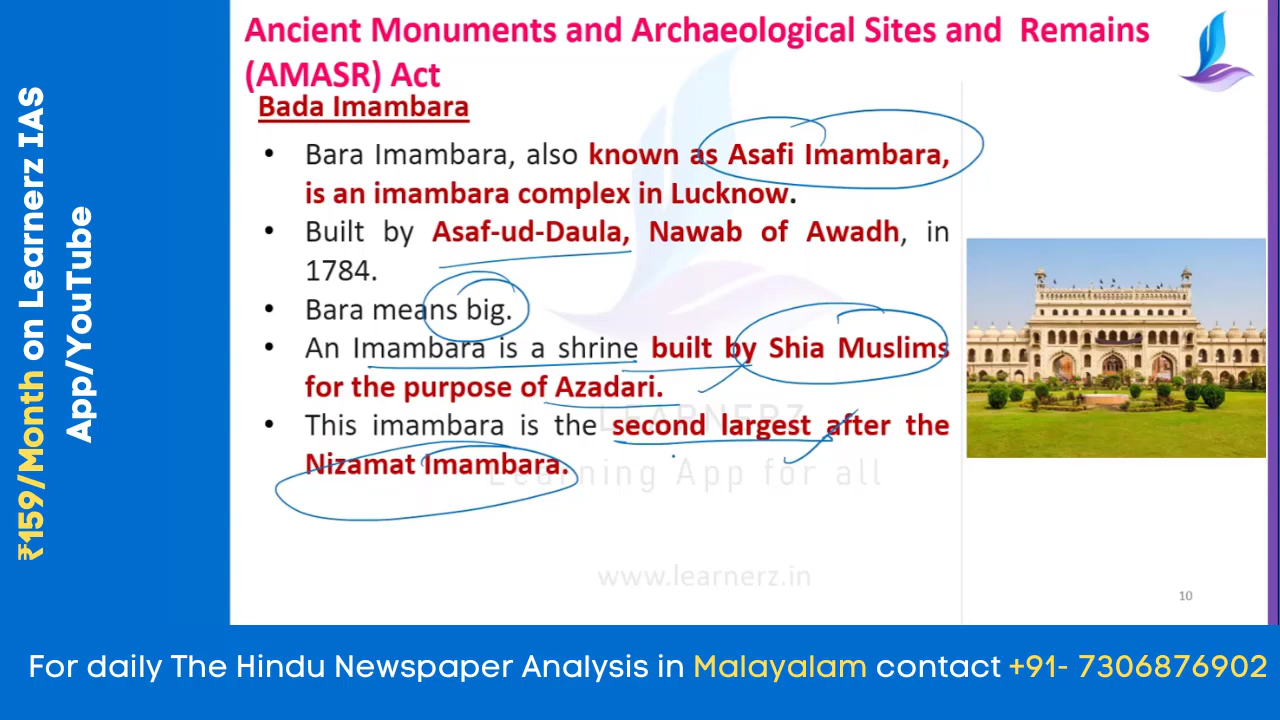 Ancient Monuments and Archaeological Sites and Remains
(AMASR) Act
Bada Imambara
• Bara Imambara, also known as Asafi Imambara,
is an imambara complex in Lucknow.
• Built by Asaf-ud-Daula, Nawab of Awadh, in
1784.
• Bara means big.
• An Imambara is a shrine built by Shia Muslims
for the purpose of Azadari.
• This imambara is the second largest after the
Nizamat Imambara.
LEARNERZ
Learning App for all
www.learnerz.in
10
₹159/Month on Learnerz IAS
App/YouTube
For daily The Hindu Newspaper Analysis in Malayalam contact +91- 7306876902